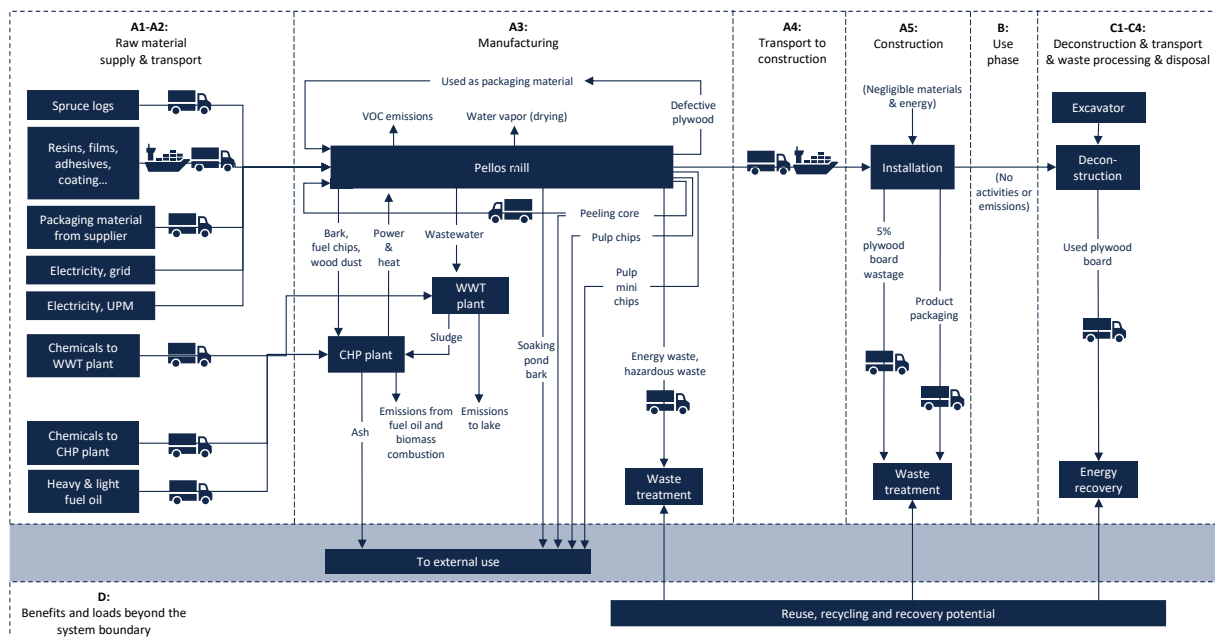 A1-A2:
Raw material
supply & transport
A3:
Manufacturing
A4:
Transport to
construction
A5:
Construction
B:
Use
phase
C1-C4:
Deconstruction & transport
& waste processing & disposal
Spruce logs
Resins, films,
adhesives,
coating…
Packaging material
from supplier
Electricity, grid
Electricity, UPM
Chemicals to
WWT plant
Chemicals to
CHP plant
Heavy & light
fuel oil
Used as packaging material
VOC emissions
Water vapor (drying)
Defective
plywood
Pellos mill
Bark,
fuel chips,
wood dust
Power
&
heat
Wastewater
Peeling core
Pulp chips
Pulp
mini
chips
WWT
plant
Sludge
CHP plant
Soaking
pond
bark
Energy waste,
hazardous waste
Ash
Emissions from
fuel oil and
biomass
combustion
Emissions
to lake
Waste
treatment
(Negligible materials
& energy)
Installation
5%
plywood
board
wastage
Product
packaging
Waste
treatment
(No
activities or
emissions)
Excavator
Decon-
struction
Used plywood
board
Energy
recovery
To external use
D:
Benefits and loads beyond the
system boundary
Reuse, recycling and recovery potential